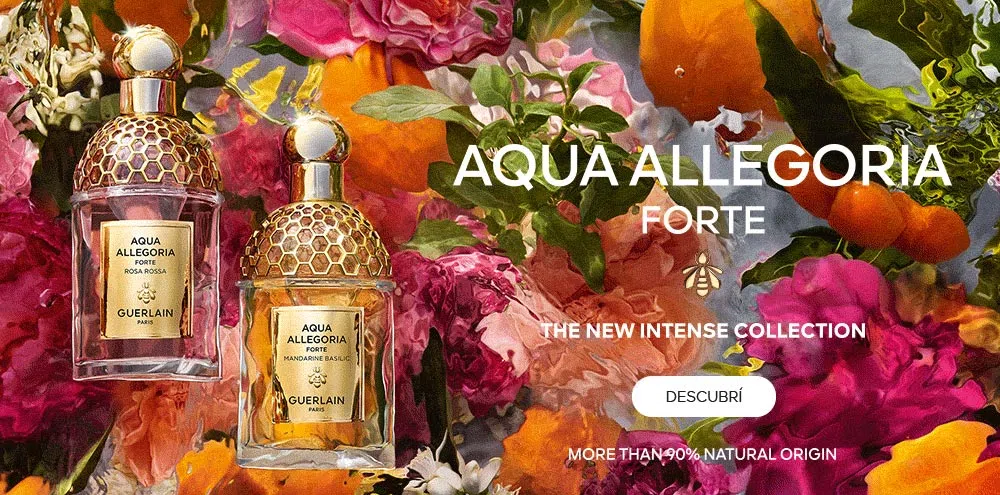 AQUA ALLEGORIA
FORTE
THE NEW INTENSE COLLECTION
DESCUBRÍ
MORE THAN 90% NATURAL ORIGIN
AQUA
ALLEGORIA
FORTE
ROSA ROSSA
GUERLAIN
PARIS
AQUA
ALLEGORIA
FORTE
MANDARINE BASILIC
GUERLAIN
PARIS